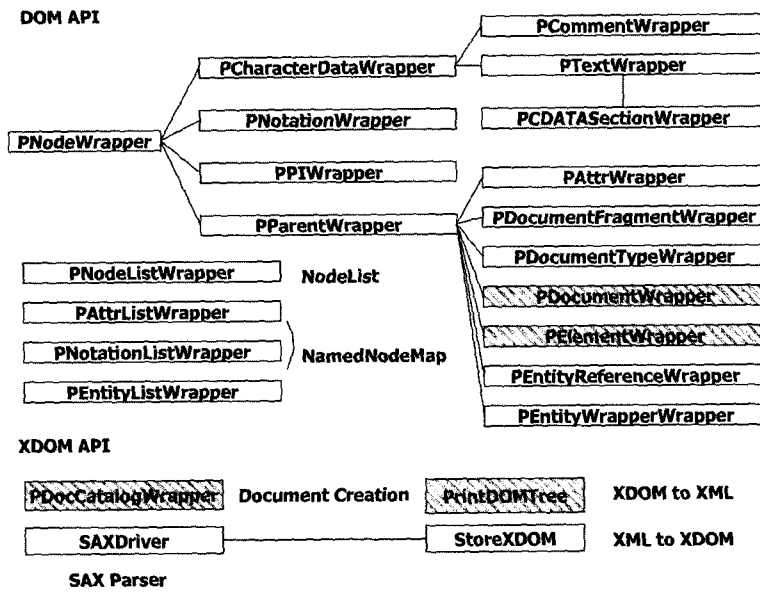 DOM API
PCommentWrapper
PCharacterDataWrapper
PTextWrapper
PNotationWrapper
PCDATASectionWrapper
PNodeWrapper
PPIWrapper
PAttrWrapper
PParentWrapper
PDocumentFragmentWrapper
PDocumentTypeWrapper
PNodeListWrapper NodeList
PDocumentWrapper
PAttrListWrapper
PElementWrapper
PNotationListWrapper NamedNodeMap
PEntityReferenceWrapper
PEntityListWrapper
PEntityWrapperWrapper
XDOM API
PDocCatalogWrapper Document Creation PrintDOMTree XDOM to XML
SAXDriver StoreXDOM XML to XDOM
SAX Parser